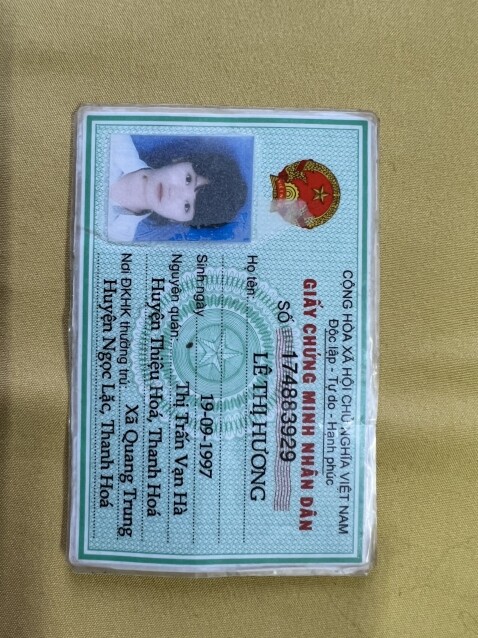 CỘNG HÒA XÃ HỘI CHỦ NGHĨA VIỆT NAM
Độc lập - Tự do - Hạnh phúc
GIẤY CHỨNG MINH NHÂN DÂN
SỐ 174883929
Họ tên: LÊ THỊ HƯƠNG
Sinh ngày: 19-09-1997
Nguyên quán: Thị Trấn Vạn Hà
Huyện Thiệu Hoá, Thanh Hoá
Nơi ĐKHK thường trú: Xã Quang Trung
Huyện Ngọc Lặc, Thanh Hoá